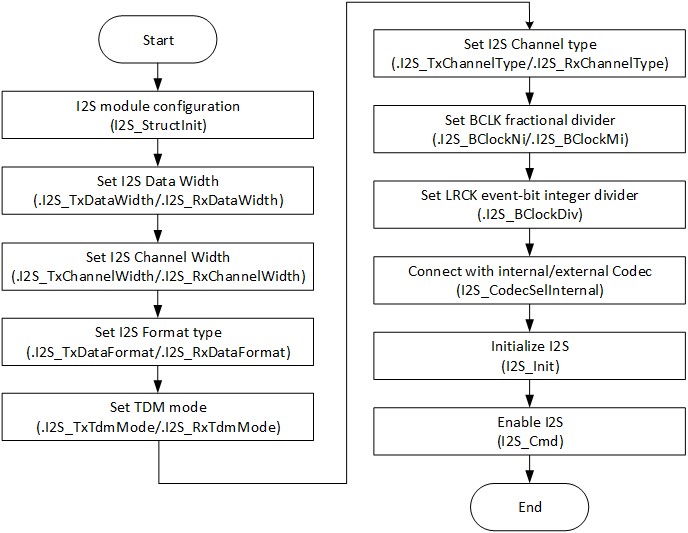 Start
I2S module configuration
(I2S_StructInit)
Set I2S Data Width
(.I2S_TxDataWidth/.I2S_RxDataWidth)
Set I2S Channel Width
(.I2S_TxChannelWidth/.I2S_RxChannelWidth)
Set I2S Format type
(.I2S_TxDataFormat/.I2S_RxDataFormat)
Set TDM mode
(.I2S_TxTdmMode/.I2S_RxTdmMode)
Set I2S Channel type
(.I2S_TxChannelType/.I2S_RxChannelType)
Set BCLK fractional divider
(.I2S_BClockNi/.I2S_BClockMi)
Set LRCK event-bit integer divider
(.I2S_BClockDiv)
Connect with internal/external Codec
(I2S_CodecSelInternal)
Initialize I2S
(I2S_Init)
Enable I2S
(I2S_Cmd)
End